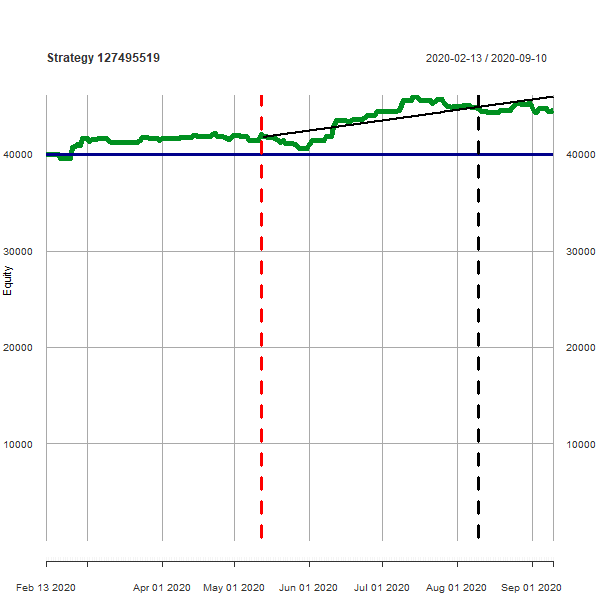 Strategy 127495519
2020-02-13 / 2020-09-10
40000
40000
30000
30000
Equity
20000
20000
10000
10000
Feb 13 2020
Apr 01 2020
May 01 2020
Jun 01 2020
Jul 01 2020
Aug 01 2020
Sep 01 2020